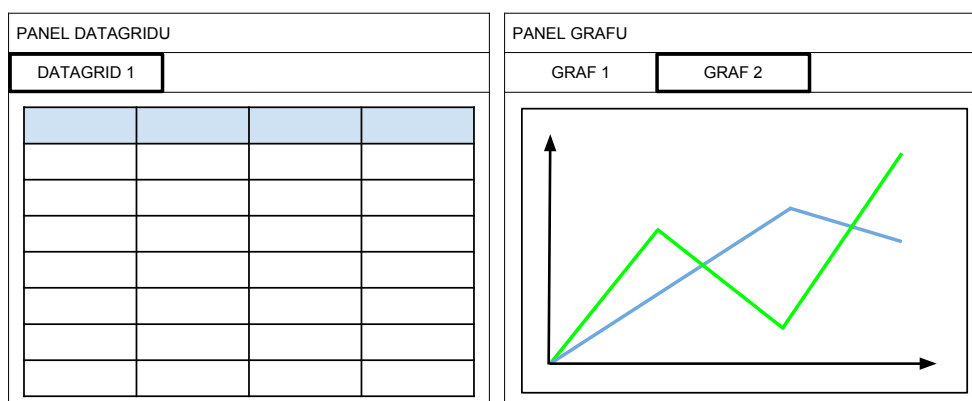 PANEL DATAGRIDU
DATAGRID 1
PANEL GRAFU
GRAF 1
GRAF 2